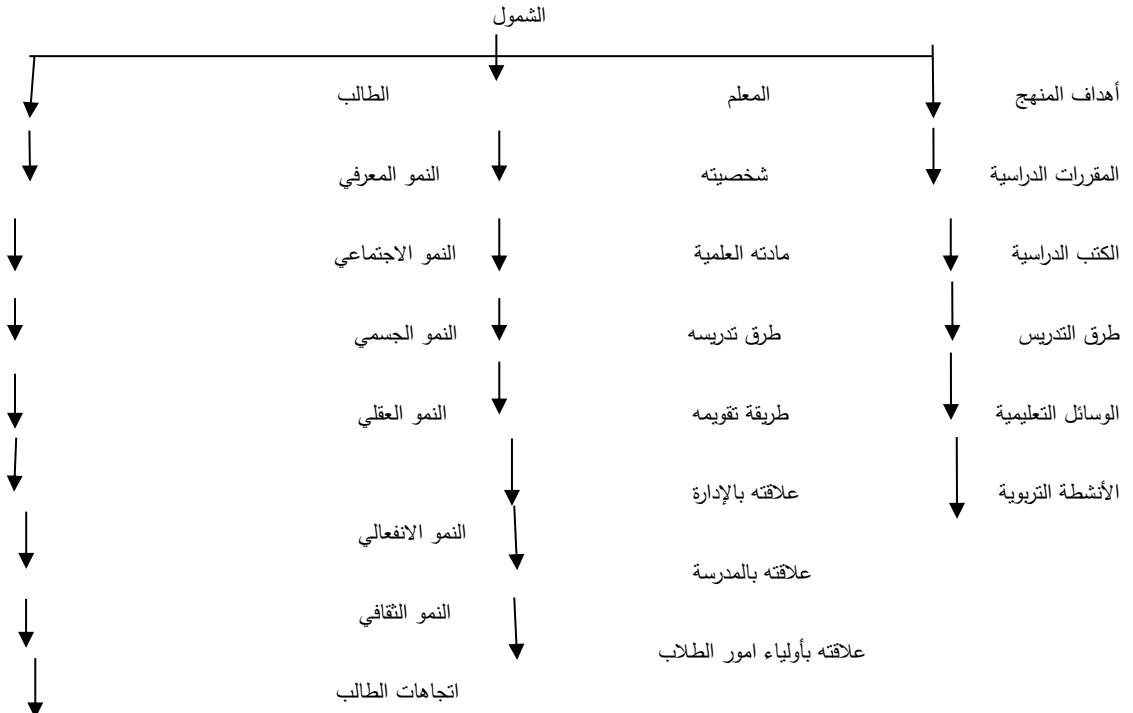 الشمول
أهداف المنهج المعلم الطالب
المقررات الدراسية شخصيته النمو المعرفي
الكتب الدراسية مادته العلمية النمو الاجتماعي
طرق التدريس طرق تدريسه النمو الجسمي
الوسائل التعليمية طريقة تقويمه النمو العقلي
الأنشطة التربوية علاقته بالإدارة
النمو الانفعالي
علاقته بالمدرسة
النمو الثقافي
علاقته بأولياء امور الطلاب
اتجاهات الطالب